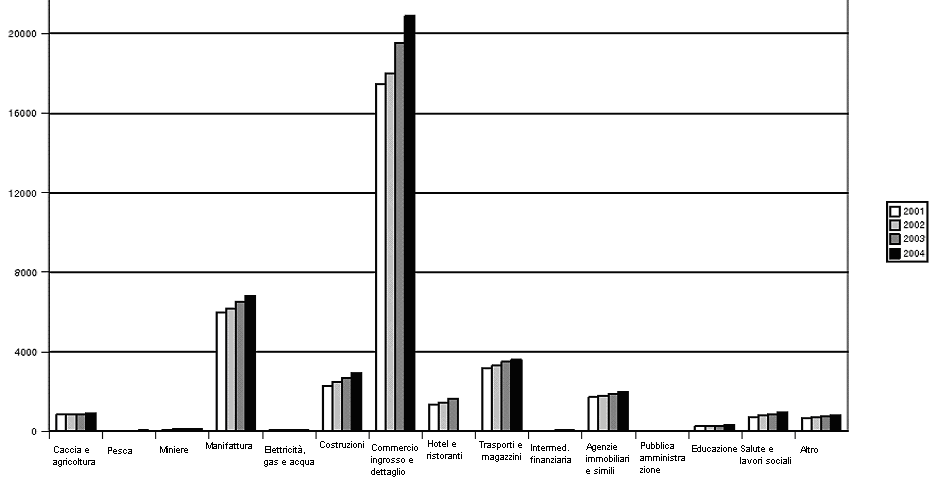 20000
16000
12000
8000
4000
0
2001
2002
2003
2004
Caccia e
agricoltura
Pesca
Miniere
Manifattura
Elettricità,
gas e acqua
Costruzioni
Commercio
ingrosso e
dettaglio
Hotel e
ristoranti
Trasporti e
magazzini
Intermed.
finanziaria
Agenzie
immobiliari
e simili
Pubblica
amministra
zione
Educazione
Salute e
lavori sociali
Altro